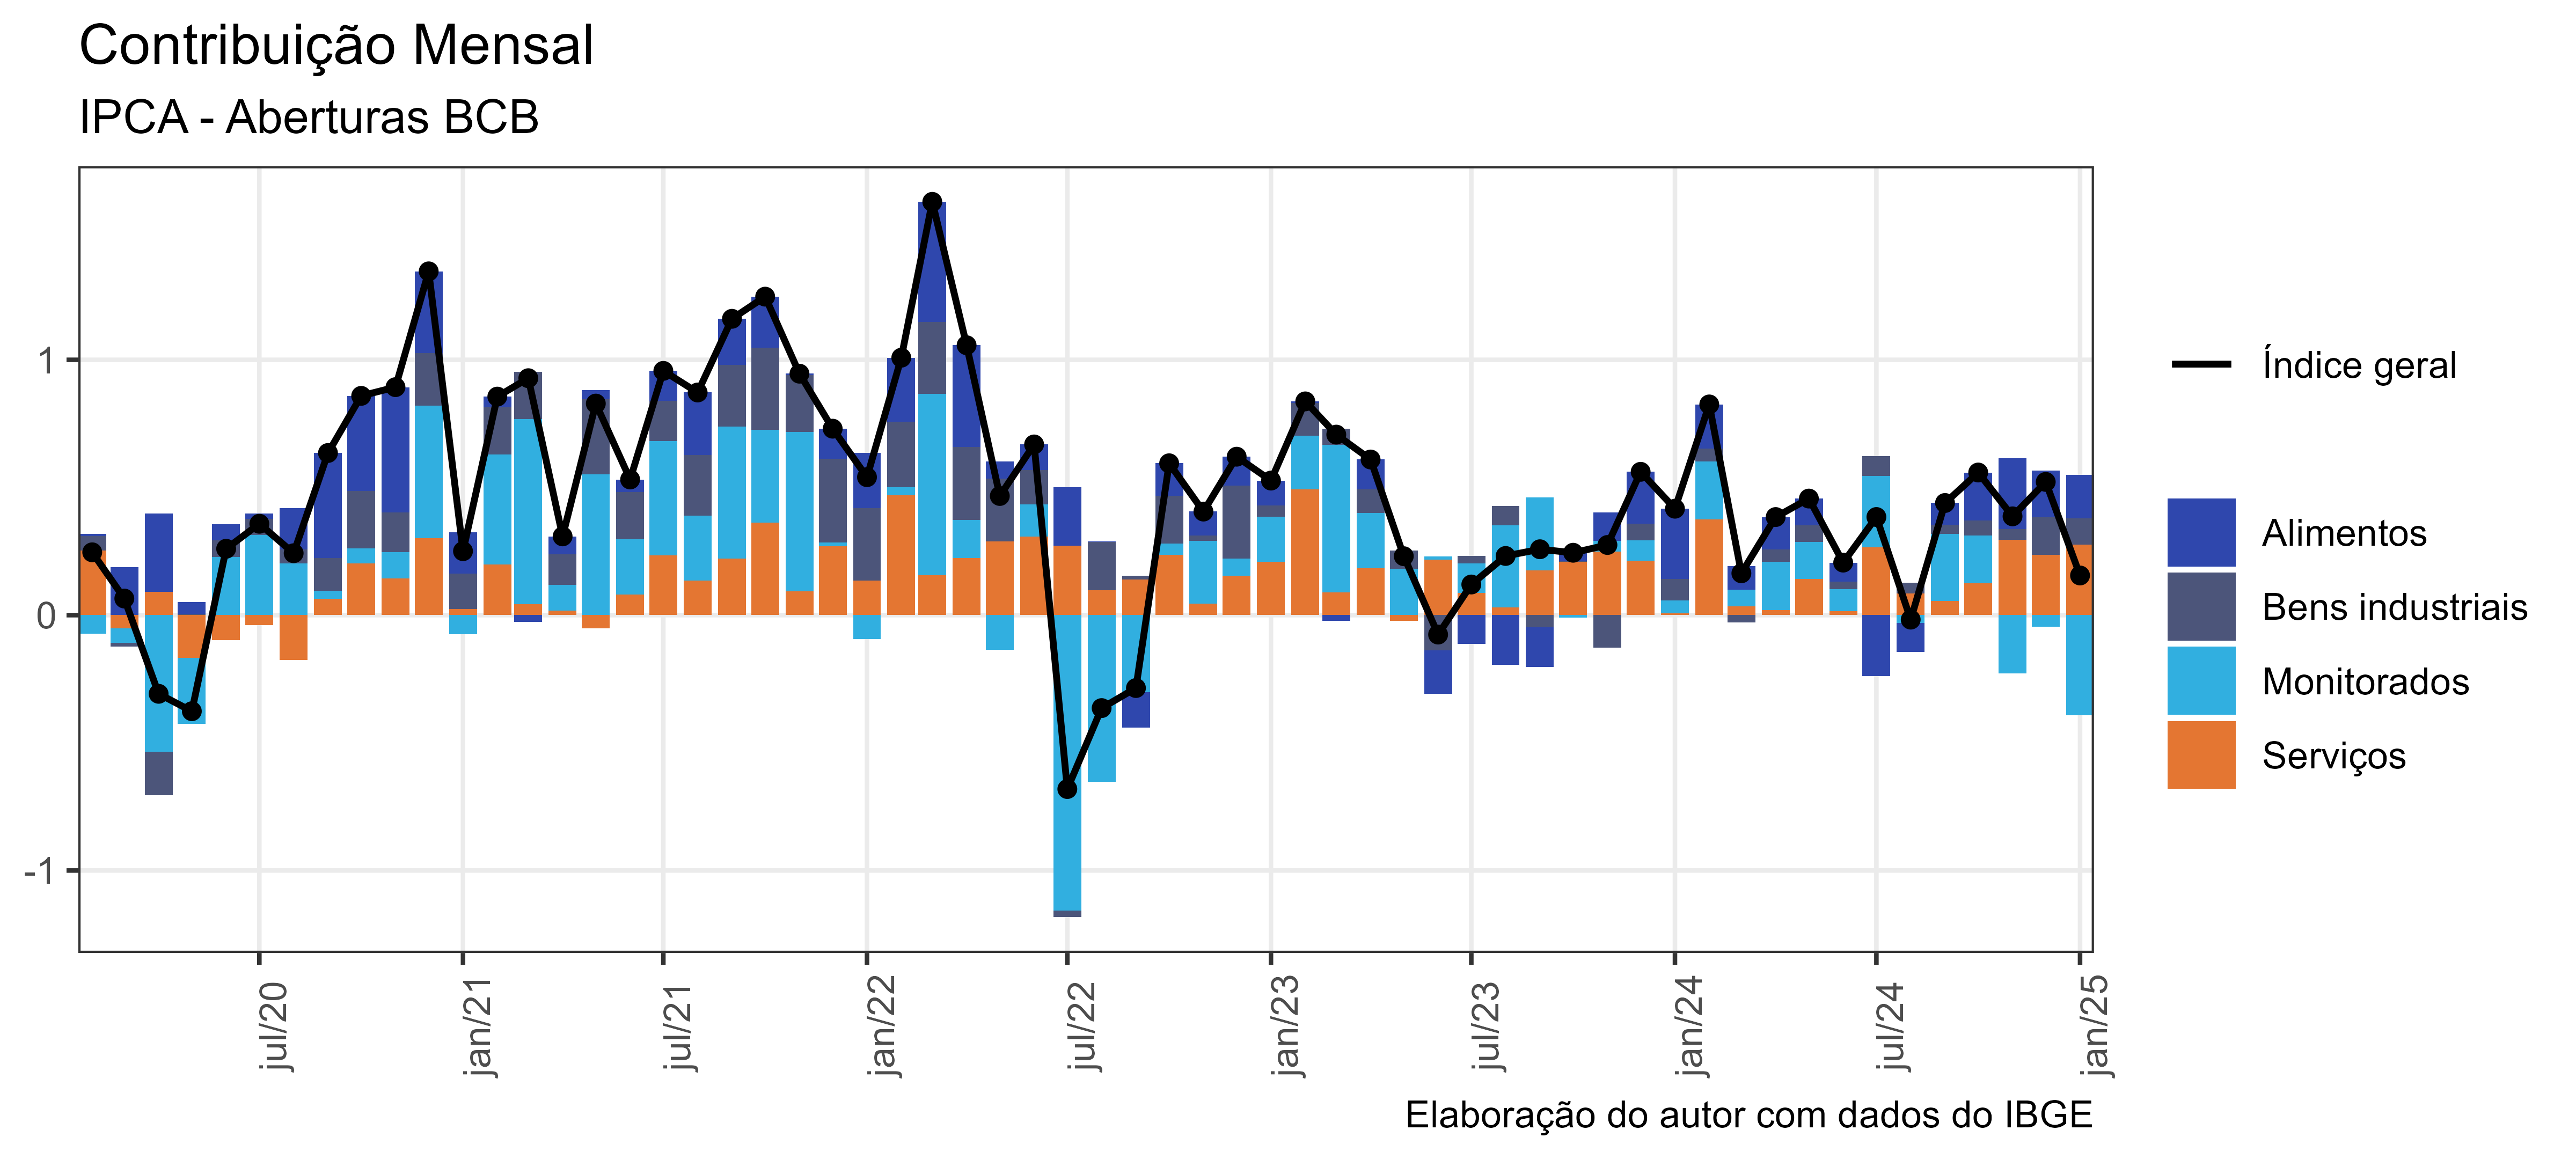 Contribuição Mensal
IPCA - Aberturas BCB
1
0
-1
jul/20
jan/21
jul/21
jan/22
jul/22
jan/23
jul/23
jan/24
jul/24
jan/25
Índice geral
Alimentos
Bens industriais
Monitorados
Serviços
Elaboração do autor com dados do IBGE